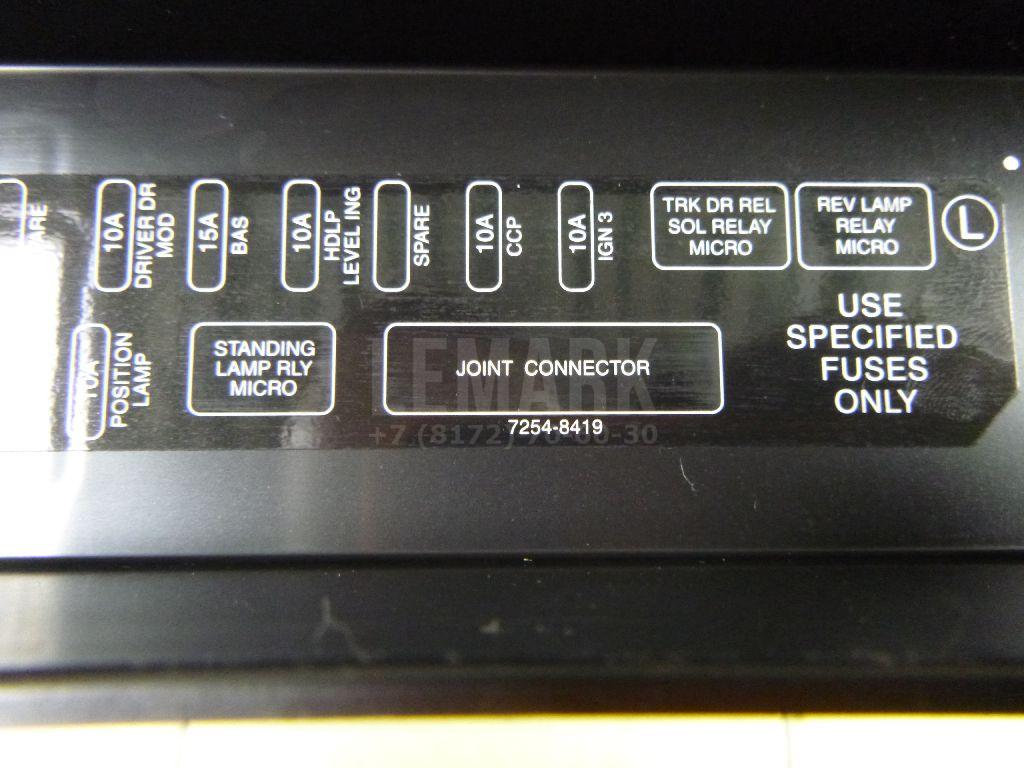 ARE
10A
DRIVER DR
MOD
15A
BAS
10A
HDLP
LEVEL ING
SPARE
10A
CCP
10A
IGN 3
TRK DR REL
SOL RELAY
MICRO
REV LAMP
RELAY
MICRO
L
10A
POSITION
LAMP
STANDING
LAMP RLY
MICRO
JOINT CONNECTOR
7254-8419
USE
SPECIFIED
FUSES
ONLY
LEMARK